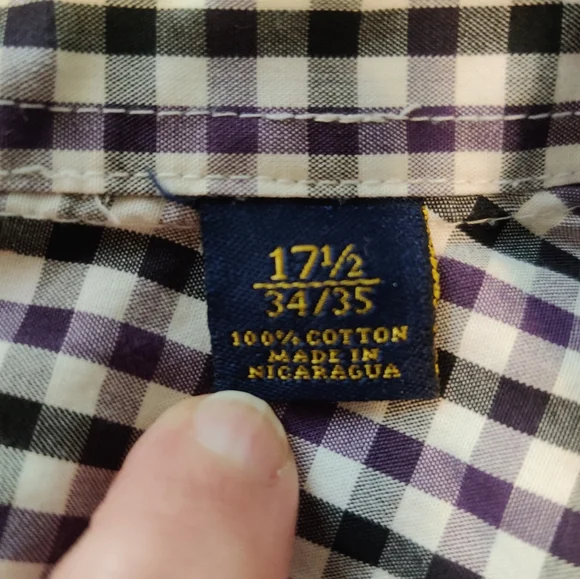 17½
34/35
100% COTTON
MADE IN
NICARAGUA